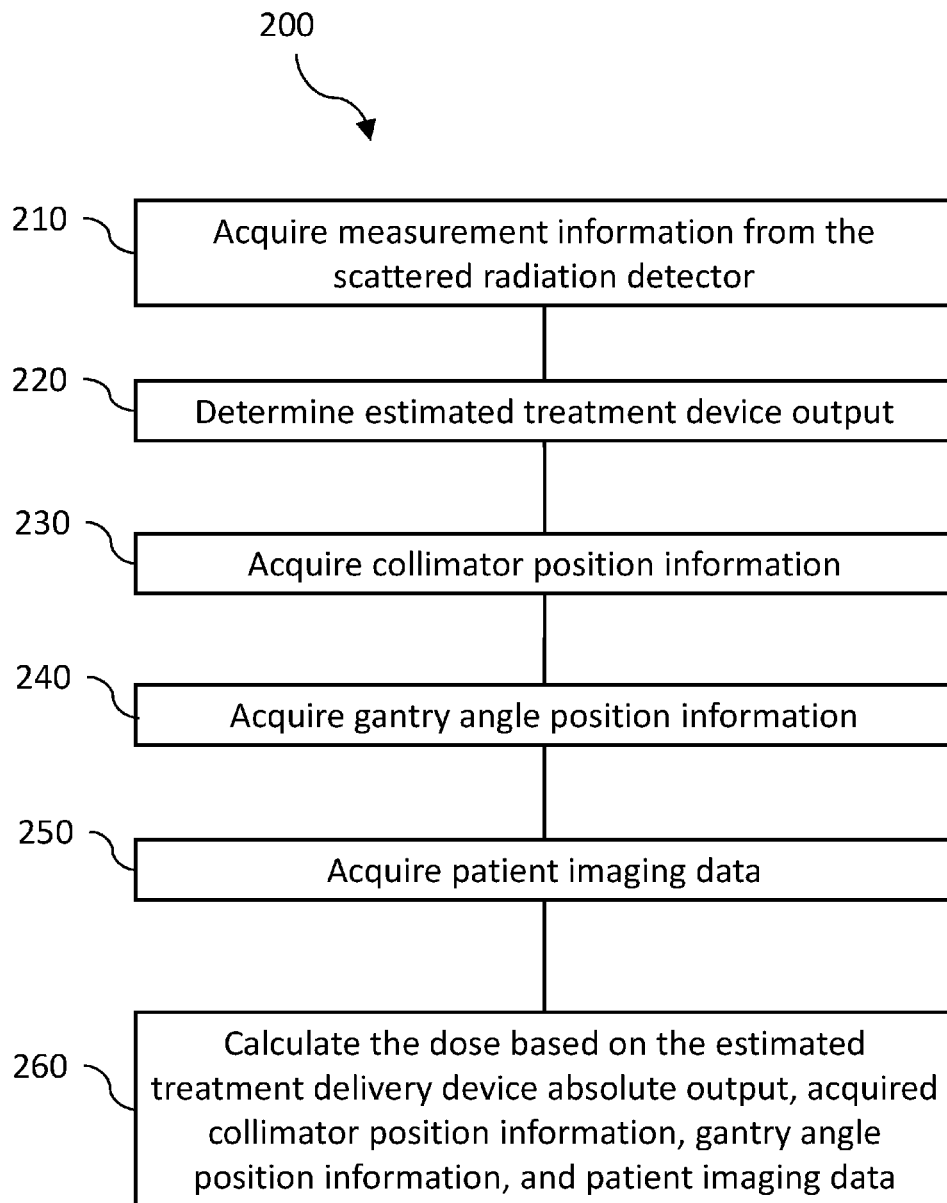 200
210
Acquire measurement information from the
scattered radiation detector
220
Determine estimated treatment device output
230
Acquire collimator position information
240
Acquire gantry angle position information
250
Acquire patient imaging data
260
Calculate the dose based on the estimated
treatment delivery device absolute output, acquired
collimator position information, gantry angle
position information, and patient imaging data